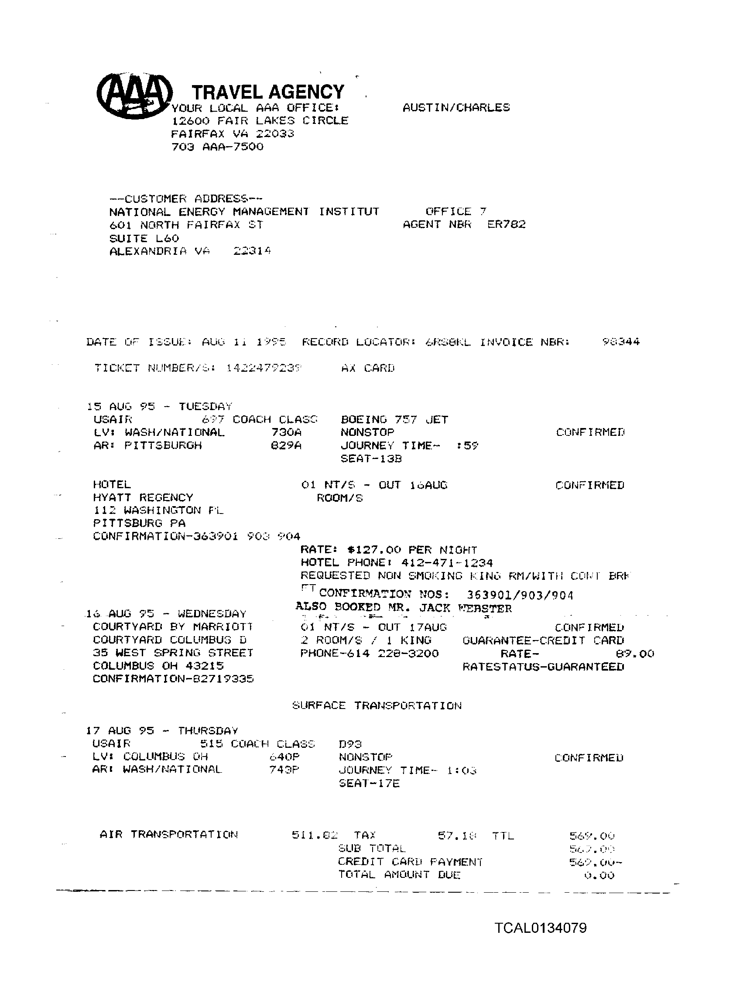 AAA TRAVEL AGENCY
YOUR LOCAL AAA OFFICE: AUSTIN/CHARLES
12600 FAIR LAKES CIRCLE
FAIRFAX VA 22033
703 AAA-7500
--CUSTOMER ADDRESS--
NATIONAL ENERGY MANAGEMENT INSTITUT OFFICE 7
601 NORTH FAIRFAX ST AGENT NBR ER782
SUITE L60
ALEXANDRIA VA 22314
DATE OF ISSUE: AUG 11 1995 RECORD LOCATOR: 6RS8KL INVOICE NBR: 98344
TICKET NUMBER/S: 1422479239 AX CARD
15 AUG 95 - TUESDAY
USAIR 697 COACH CLASS BOEING 757 JET
LV: WASH/NATIONAL 730A NONSTOP CONFIRMED
AR: PITTSBURGH 829A JOURNEY TIME- :59
SEAT-13B
HOTEL 01 NT/S - OUT 16AUG CONFIRMED
HYATT REGENCY ROOM/S
112 WASHINGTON PL
PITTSBURG PA
CONFIRMATION-363901 903 904
RATE: $127.00 PER NIGHT
HOTEL PHONE: 412-471-1234
REQUESTED NON SMOKING KING RM/WITH CONT BRK
FT CONFIRMATION NOS: 363901/903/904
ALSO BOOKED MR. JACK WEBSTER
16 AUG 95 - WEDNESDAY
COURTYARD BY MARRIOTT 01 NT/S - OUT 17AUG CONFIRMED
COURTYARD COLUMBUS D 2 ROOM/S / 1 KING GUARANTEE-CREDIT CARD
35 WEST SPRING STREET PHONE-614 228-3200 RATE- 89.00
COLUMBUS OH 43215 RATESTATUS-GUARANTEED
CONFIRMATION-82719335
SURFACE TRANSPORTATION
17 AUG 95 - THURSDAY
USAIR 515 COACH CLASS D93
LV: COLUMBUS OH 640P NONSTOP CONFIRMED
AR: WASH/NATIONAL 743P JOURNEY TIME- 1:03
SEAT-17E
AIR TRANSPORTATION 511.82 TAX 57.18 TTL 569.00
SUB TOTAL 569.00
CREDIT CARD PAYMENT 569.00-
TOTAL AMOUNT DUE 0.00
TCAL0134079